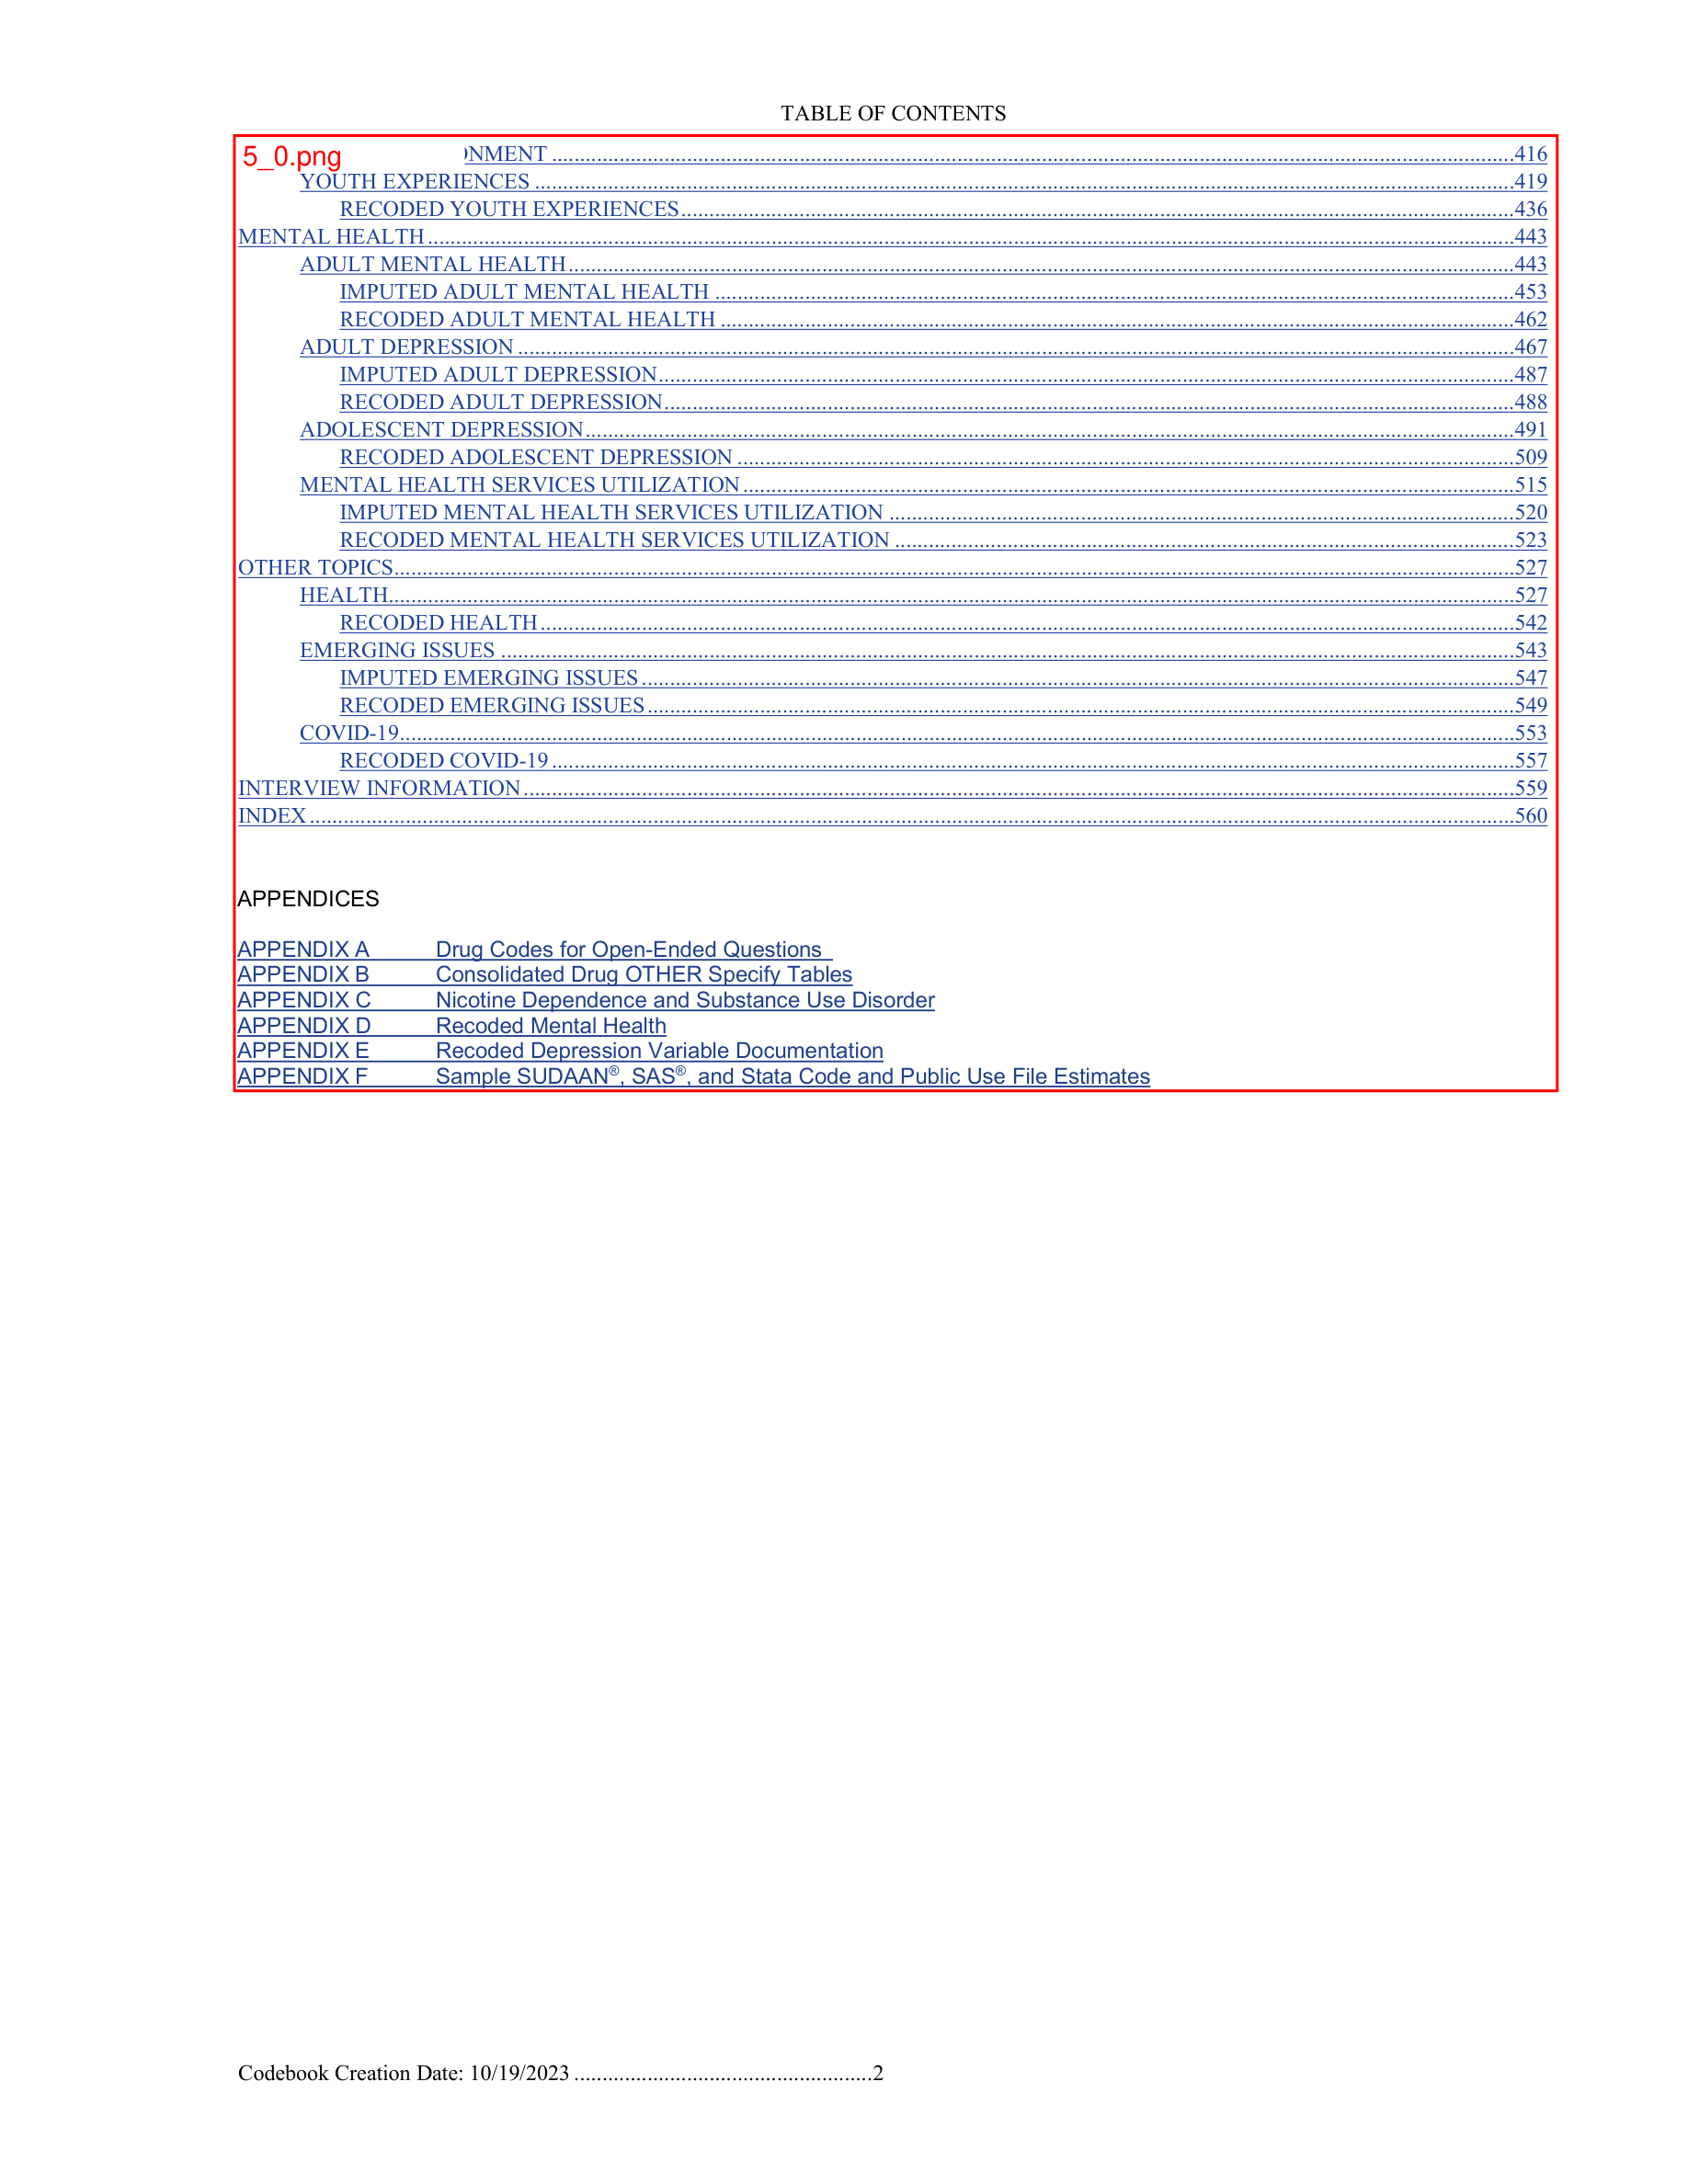 TABLE OF CONTENTS
5_0.png
NMENT ...............416
YOUTH EXPERIENCES ...............419
RECODED YOUTH EXPERIENCES...............436
MENTAL HEALTH...............443
ADULT MENTAL HEALTH...............443
IMPUTED ADULT MENTAL HEALTH ...............453
RECODED ADULT MENTAL HEALTH ...............462
ADULT DEPRESSION ...............467
IMPUTED ADULT DEPRESSION...............487
RECODED ADULT DEPRESSION...............488
ADOLESCENT DEPRESSION...............491
RECODED ADOLESCENT DEPRESSION ...............509
MENTAL HEALTH SERVICES UTILIZATION...............515
IMPUTED MENTAL HEALTH SERVICES UTILIZATION ...............520
RECODED MENTAL HEALTH SERVICES UTILIZATION ...............523
OTHER TOPICS...............527
HEALTH...............527
RECODED HEALTH...............542
EMERGING ISSUES ...............543
IMPUTED EMERGING ISSUES...............547
RECODED EMERGING ISSUES...............549
COVID-19...............553
RECODED COVID-19...............557
INTERVIEW INFORMATION...............559
INDEX...............560
APPENDICES
APPENDIX A Drug Codes for Open-Ended Questions
APPENDIX B Consolidated Drug OTHER Specify Tables
APPENDIX C Nicotine Dependence and Substance Use Disorder
APPENDIX D Recoded Mental Health
APPENDIX E Recoded Depression Variable Documentation
APPENDIX F Sample SUDAAN®, SAS®, and Stata Code and Public Use File Estimates
Codebook Creation Date: 10/19/2023 ...............2